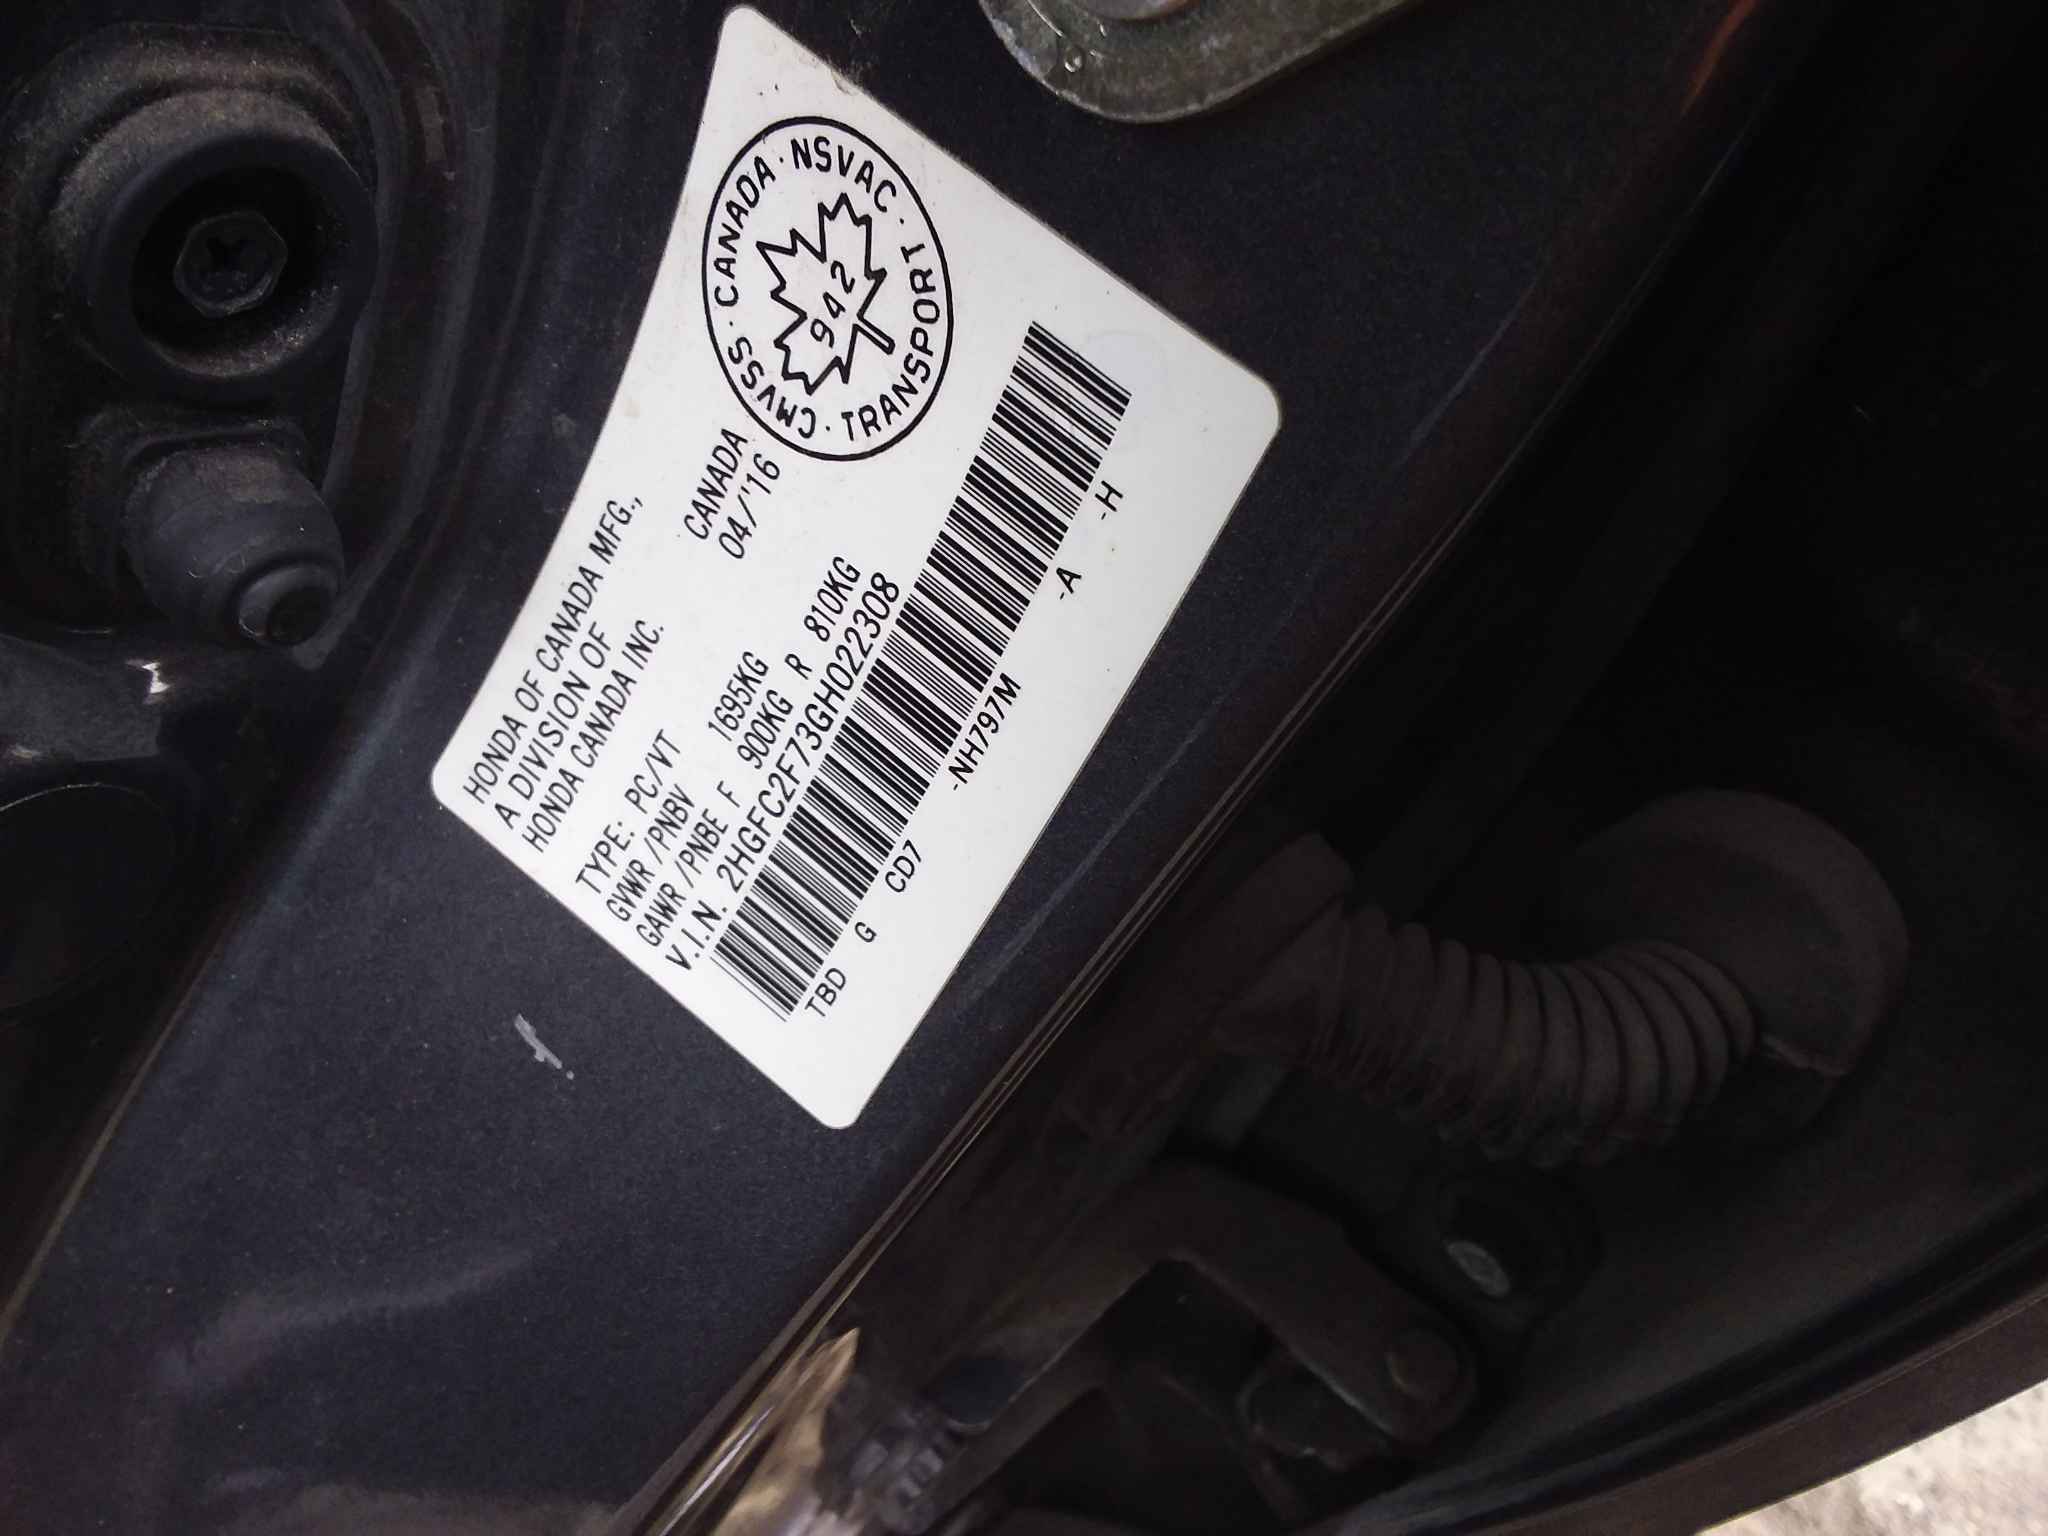 CMVSS · CANADA · NSVAC · TRANSPORT ·
942
HONDA OF CANADA MFG.,
A DIVISION OF
HONDA CANADA INC.
CANADA
04/'16
TYPE: PC/VT
GVWR /PNBV 1695KG
GAWR /PNBE F 900KG R 810KG
V.I.N. 2HGFC2F73GH022308
TBD G CD7 -NH797M -A -H